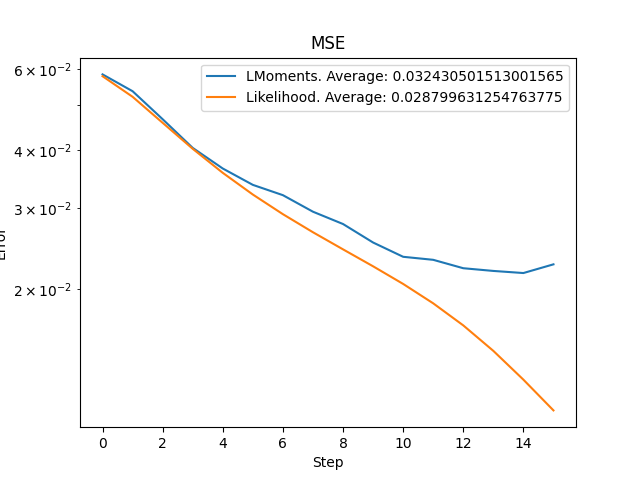 MSE
LMoments. Average: 0.032430501513001565
Likelihood. Average: 0.028799631254763775
6 × 10⁻²
4 × 10⁻²
3 × 10⁻²
2 × 10⁻²
Error
0 2 4 6 8 10 12 14
Step